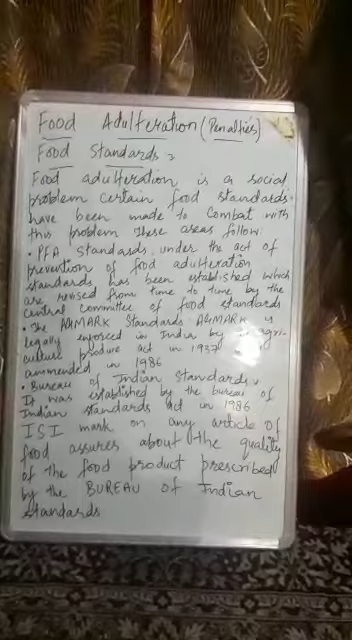 Food Adulteration (Penalties)
Food Standards :
Food adulteration is a social
problem certain food standards
have been made to combat with
this problem these areas follow.
• PFA Standards under the act of
prevention of food adulteration
standards has been established which
are revised from time to time by the
central committee of food standards
• The AGMARK Standards AGMARK is
legally enforced in India by agri-
culture produce act in 1937
ammended in 1986
• Bureau of Indian Standards
It was established by the bureau of
Indian standards act in 1986
ISI mark on any article of
food assures about the quality
of the food product prescribed
by the BUREAU of Indian
standards